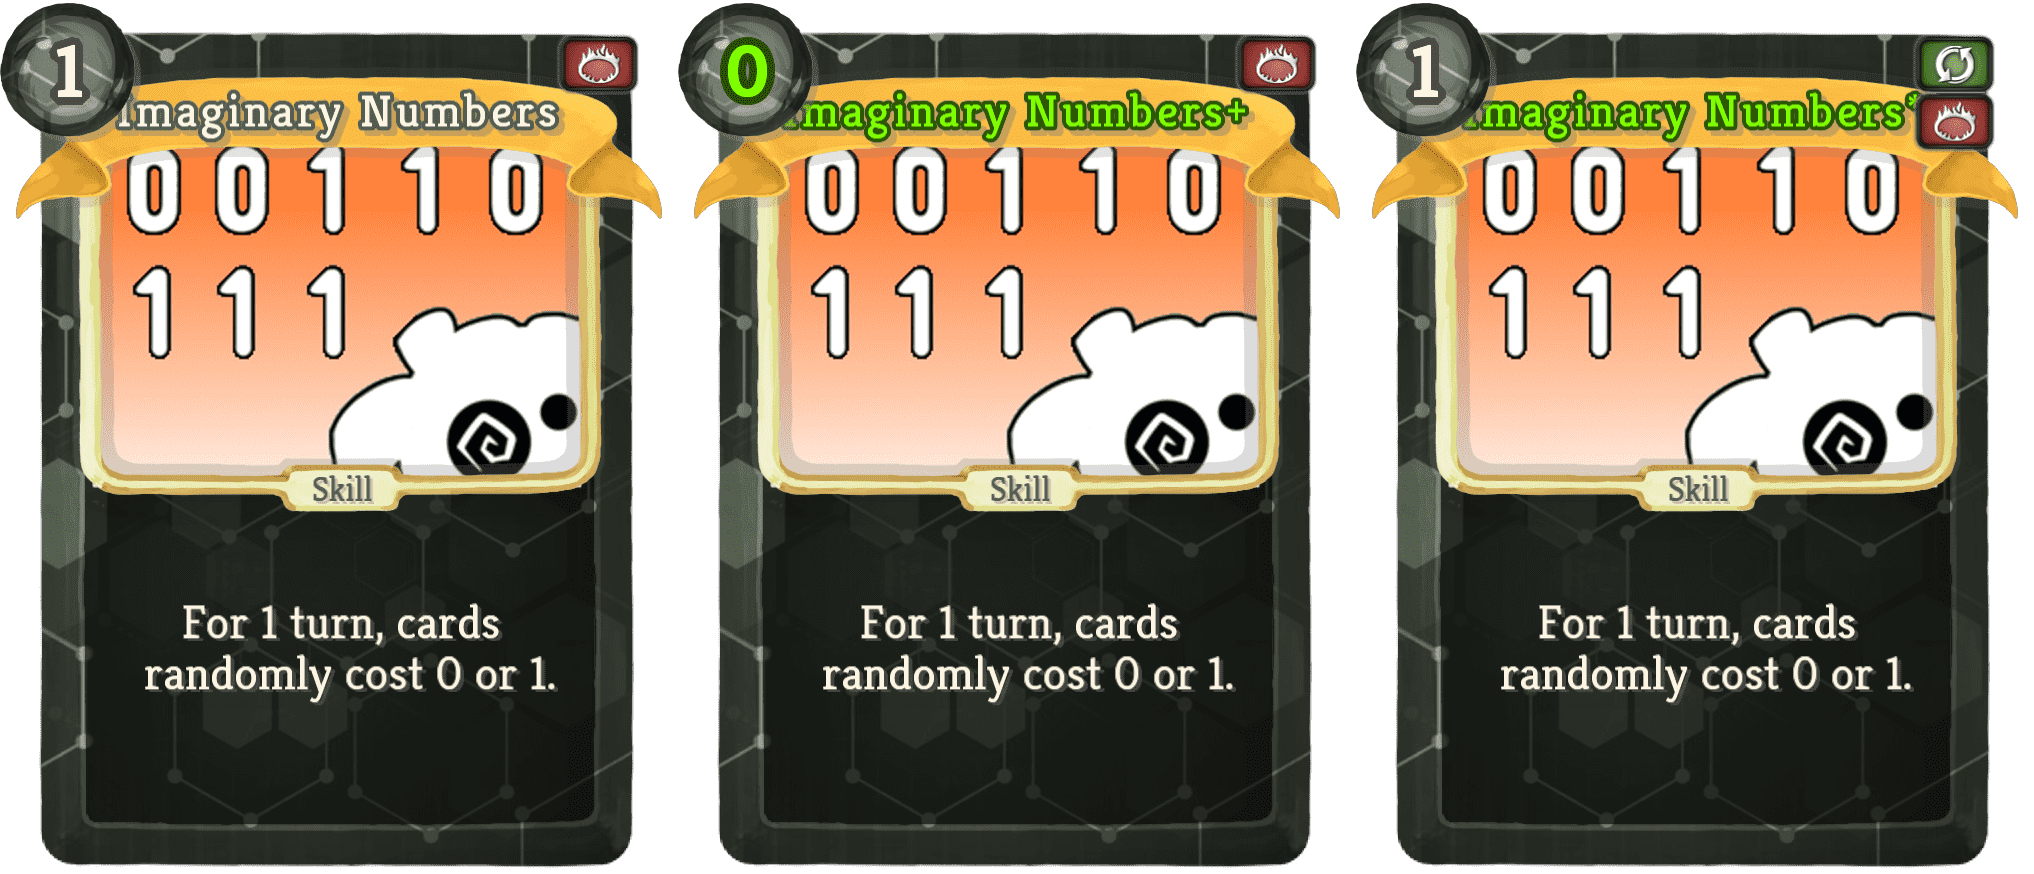 1
Imaginary Numbers
0 0 1 1 0
1 1 1
Skill
For 1 turn, cards
randomly cost 0 or 1.
0
Imaginary Numbers+
0 0 1 1 0
1 1 1
Skill
For 1 turn, cards
randomly cost 0 or 1.
1
Imaginary Numbers*
0 0 1 1 0
1 1 1
Skill
For 1 turn, cards
randomly cost 0 or 1.